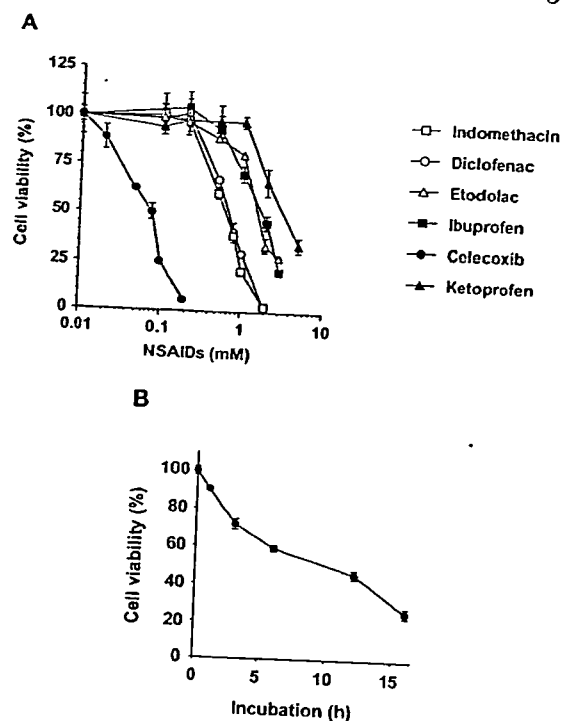 A
125
100
75
50
25
0
Cell viability (%)
0.01 0.1 1 10
NSAIDs (mM)
Indomethacin
Diclofenac
Etodolac
Ibuprofen
Celecoxib
Ketoprofen
B
100
80
60
40
20
0
Cell viability (%)
0 5 10 15
Incubation (h)